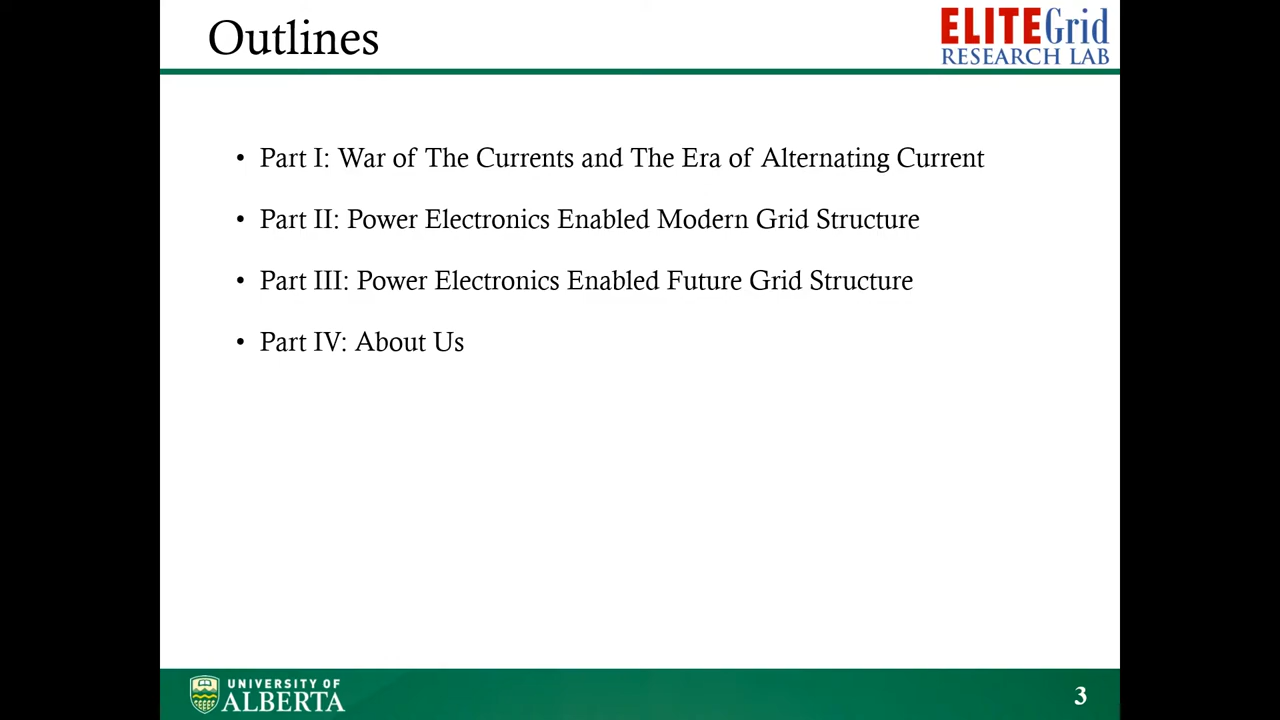 Outlines
ELITEGrid
RESEARCH LAB
• Part I: War of The Currents and The Era of Alternating Current
• Part II: Power Electronics Enabled Modern Grid Structure
• Part III: Power Electronics Enabled Future Grid Structure
• Part IV: About Us
UNIVERSITY OF
ALBERTA
3